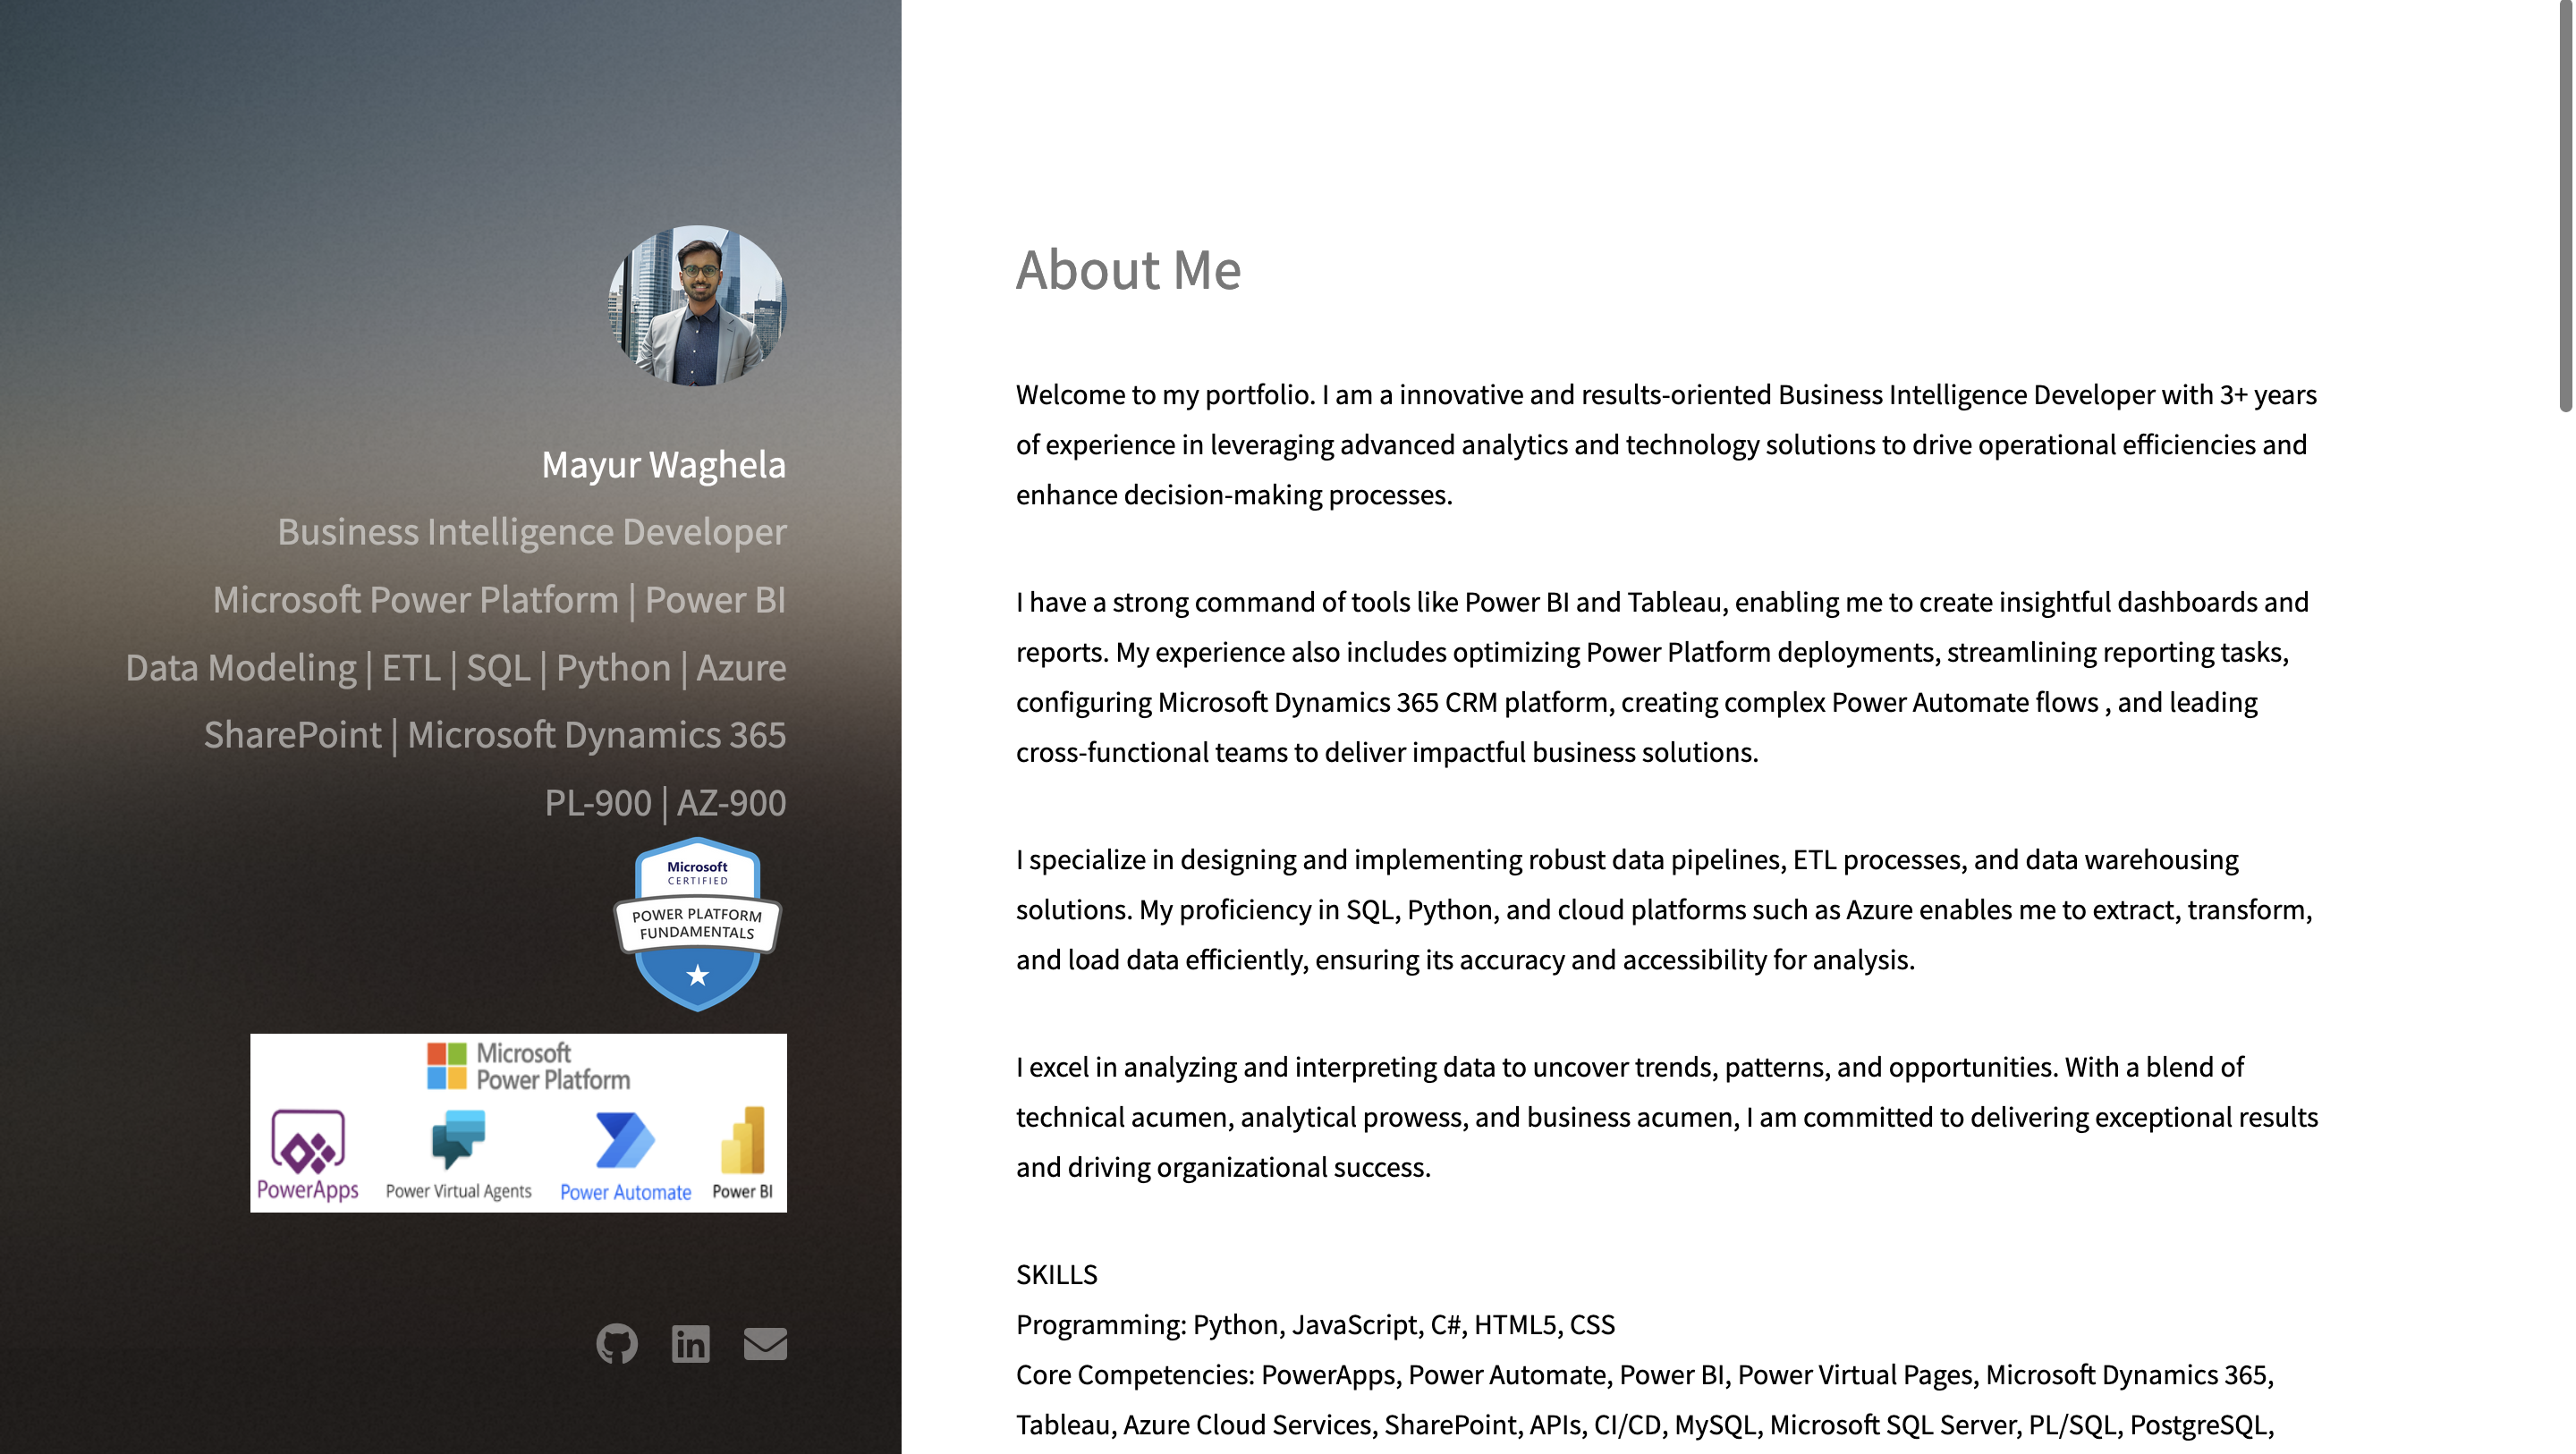 Mayur Waghela
Business Intelligence Developer
Microsoft Power Platform | Power BI
Data Modeling | ETL | SQL | Python | Azure
SharePoint | Microsoft Dynamics 365
PL-900 | AZ-900
Microsoft
CERTIFIED
POWER PLATFORM
FUNDAMENTALS
Microsoft
Power Platform
PowerApps
Power Virtual Agents
Power Automate
Power BI
in
About Me
Welcome to my portfolio. I am a innovative and results-oriented Business Intelligence Developer with 3+ years
of experience in leveraging advanced analytics and technology solutions to drive operational efficiencies and
enhance decision-making processes.
I have a strong command of tools like Power BI and Tableau, enabling me to create insightful dashboards and
reports. My experience also includes optimizing Power Platform deployments, streamlining reporting tasks,
configuring Microsoft Dynamics 365 CRM platform, creating complex Power Automate flows , and leading
cross-functional teams to deliver impactful business solutions.
I specialize in designing and implementing robust data pipelines, ETL processes, and data warehousing
solutions. My proficiency in SQL, Python, and cloud platforms such as Azure enables me to extract, transform,
and load data efficiently, ensuring its accuracy and accessibility for analysis.
I excel in analyzing and interpreting data to uncover trends, patterns, and opportunities. With a blend of
technical acumen, analytical prowess, and business acumen, I am committed to delivering exceptional results
and driving organizational success.
SKILLS
Programming: Python, JavaScript, C#, HTML5, CSS
Core Competencies: PowerApps, Power Automate, Power BI, Power Virtual Pages, Microsoft Dynamics 365,
Tableau, Azure Cloud Services, SharePoint, APIs, CI/CD, MySQL, Microsoft SQL Server, PL/SQL, PostgreSQL,